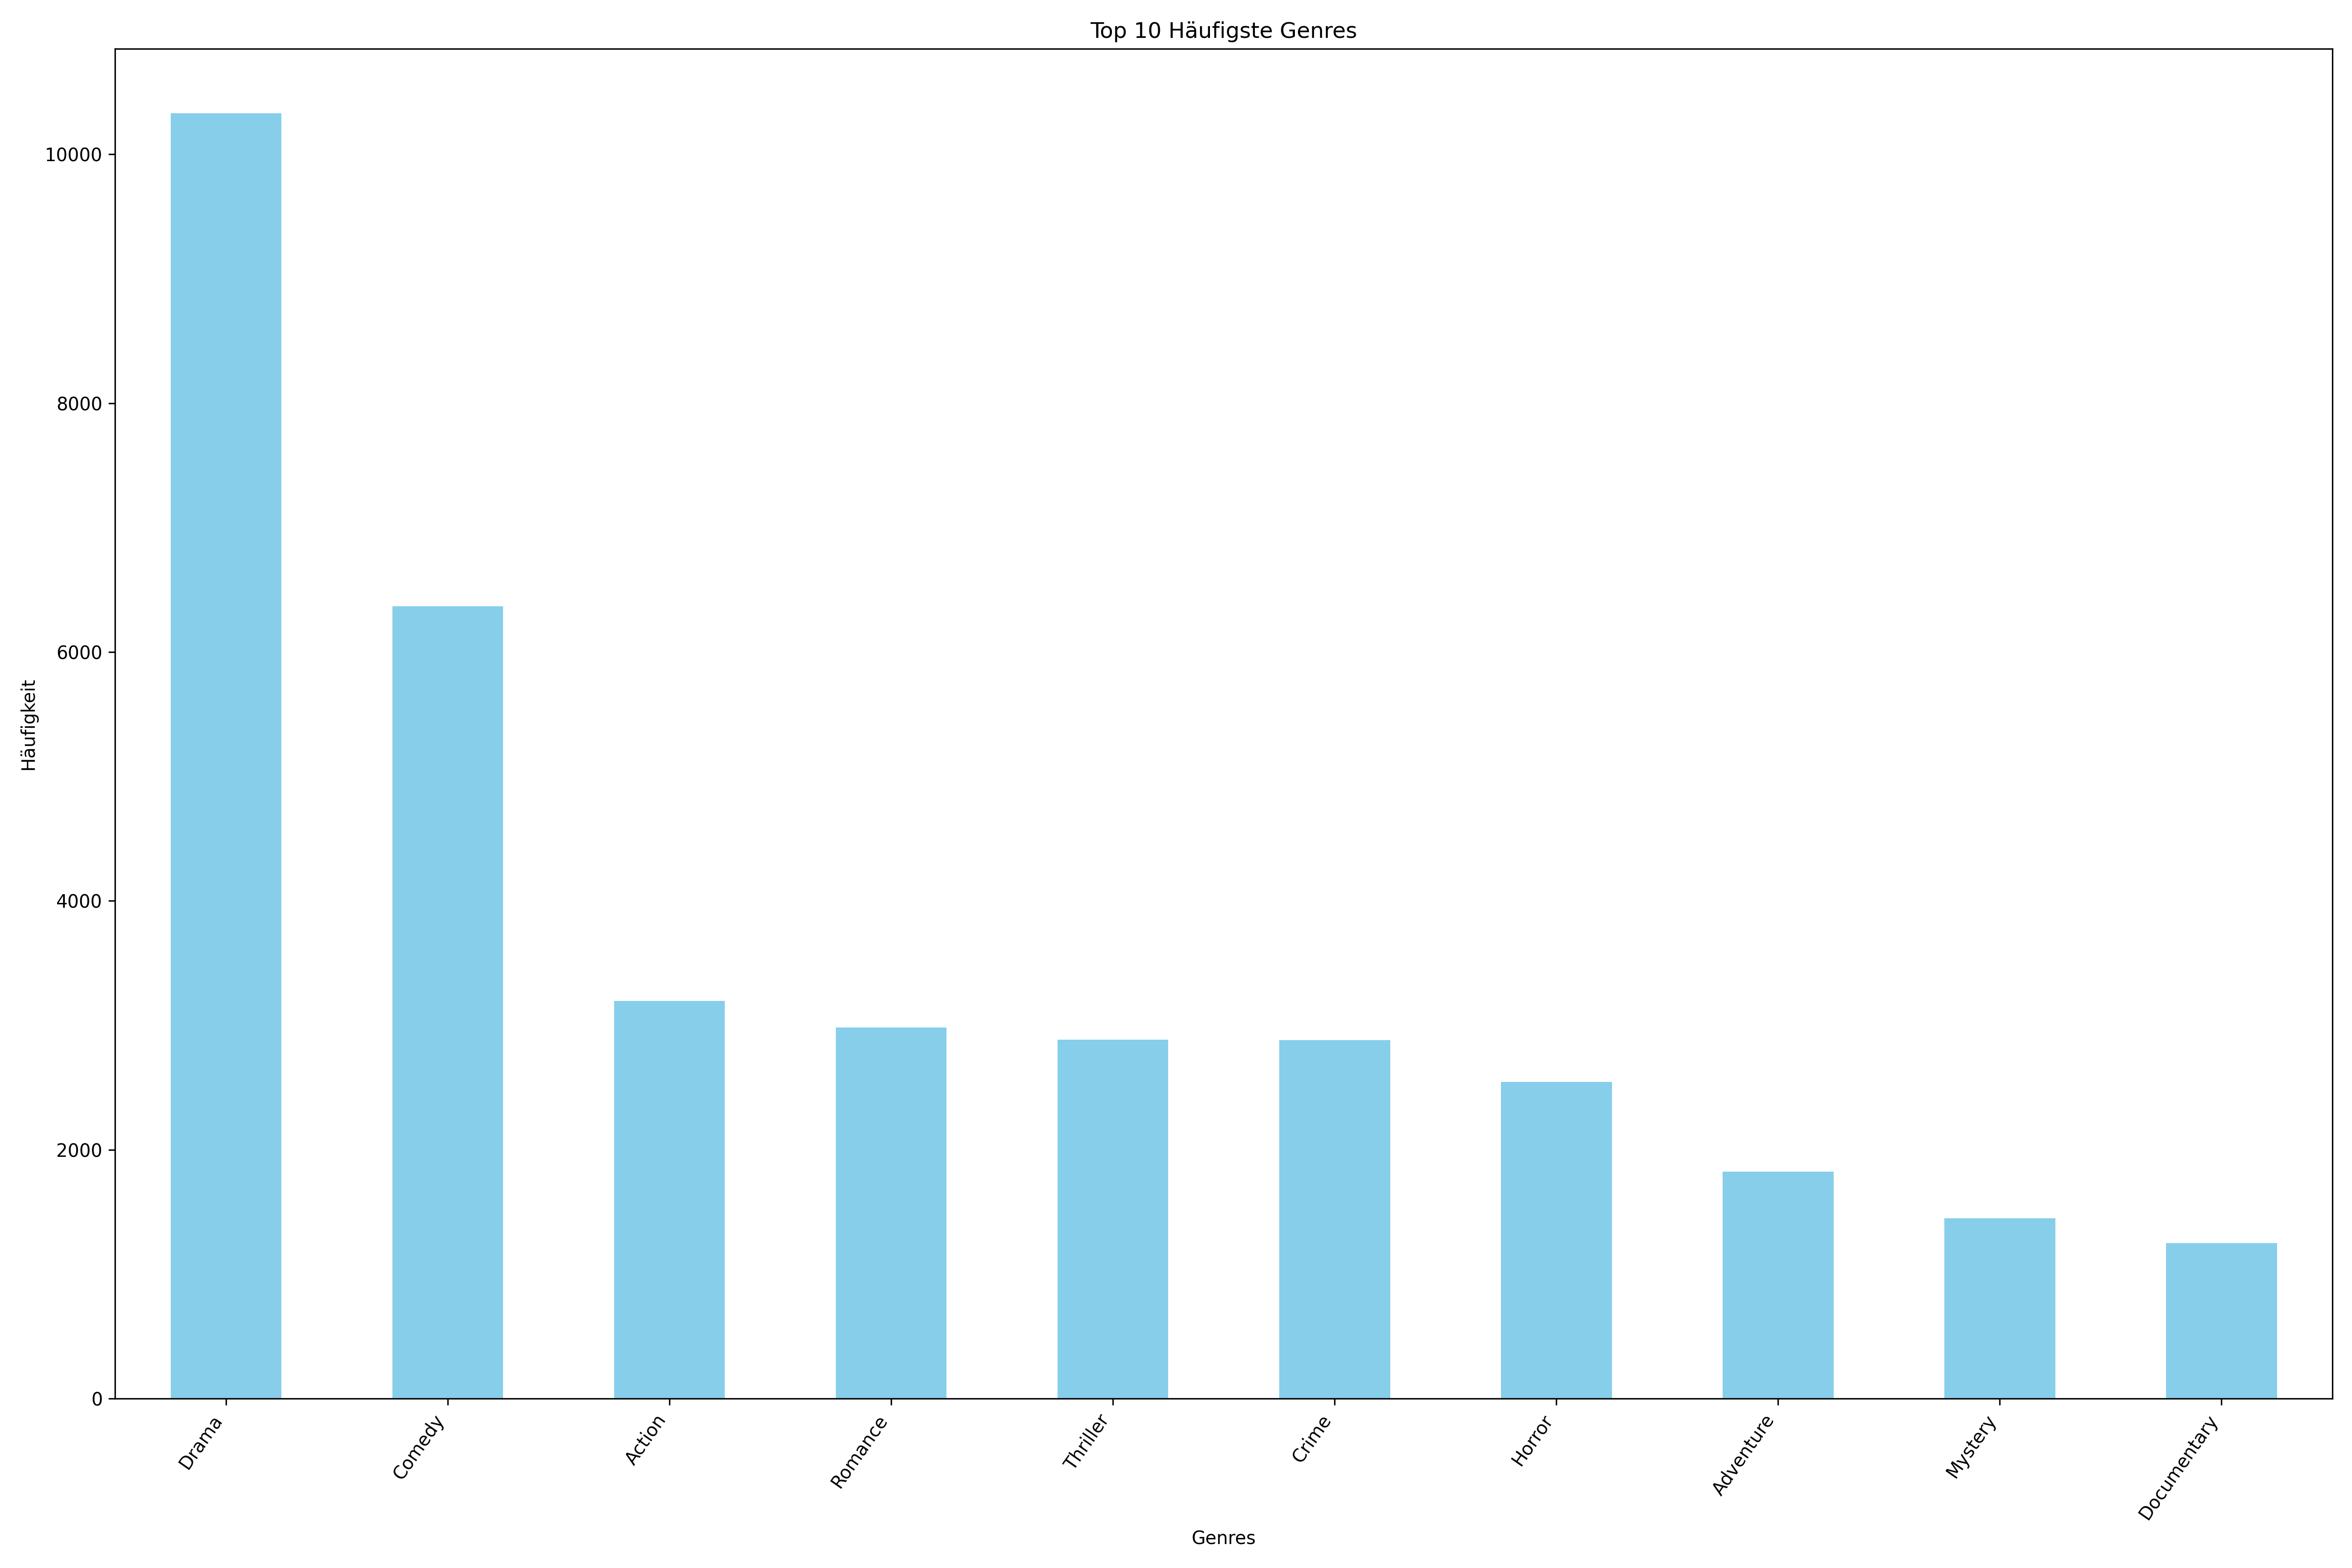 Top 10 Häufigste Genres
Häufigkeit
10000
8000
6000
4000
2000
0
Drama
Comedy
Action
Romance
Thriller
Crime
Horror
Adventure
Mystery
Documentary
Genres